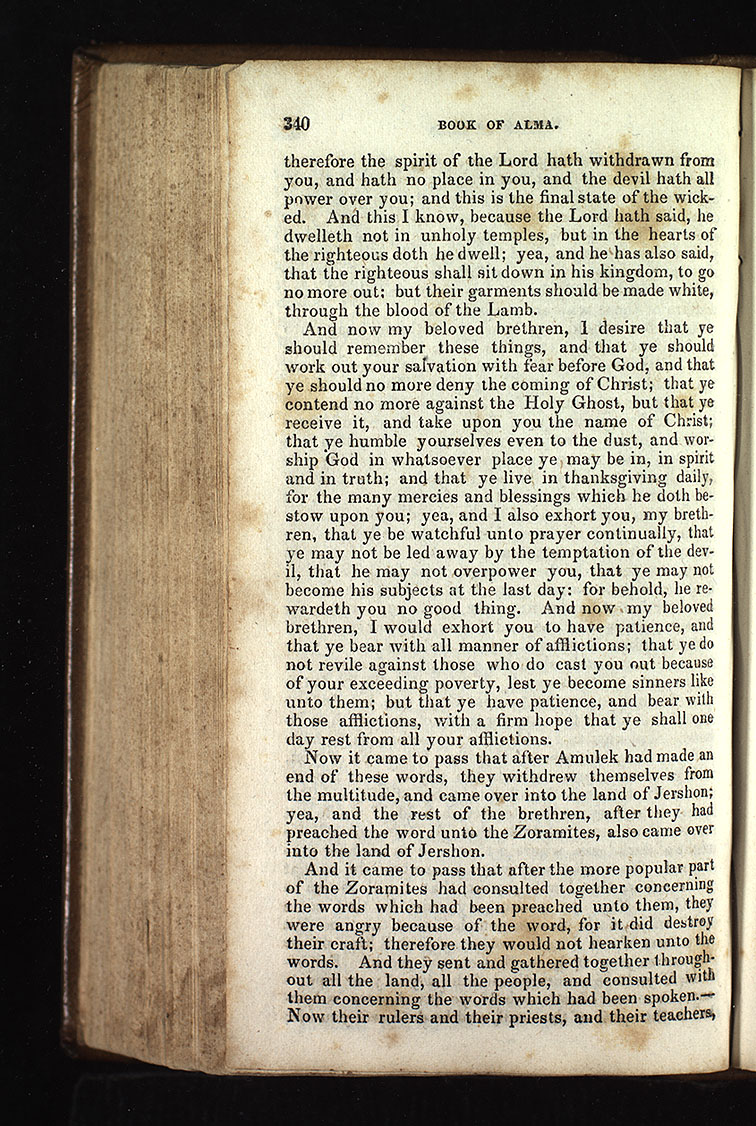 340 BOOK OF ALMA.
therefore the spirit of the Lord hath withdrawn from
you, and hath no place in you, and the devil hath all
power over you; and this is the final state of the wick-
ed. And this I know, because the Lord hath said, he
dwelleth not in unholy temples, but in the hearts of
the righteous doth he dwell; yea, and he has also said,
that the righteous shall sit down in his kingdom, to go
no more out; but their garments should be made white,
through the blood of the Lamb.
And now my beloved brethren, I desire that ye
should remember these things, and that ye should
work out your salvation with fear before God, and that
ye should no more deny the coming of Christ; that ye
contend no more against the Holy Ghost, but that ye
receive it, and take upon you the name of Christ;
that ye humble yourselves even to the dust, and wor-
ship God in whatsoever place ye may be in, in spirit
and in truth; and that ye live in thanksgiving daily,
for the many mercies and blessings which he doth be-
stow upon you; yea, and I also exhort you, my breth-
ren, that ye be watchful unto prayer continually, that
ye may not be led away by the temptation of the dev-
il, that he may not overpower you, that ye may not
become his subjects at the last day: for behold, he re-
wardeth you no good thing. And now my beloved
brethren, I would exhort you to have patience, and
that ye bear with all manner of afflictions; that ye do
not revile against those who do cast you out because
of your exceeding poverty, lest ye become sinners like
unto them; but that ye have patience, and bear with
those afflictions, with a firm hope that ye shall one
day rest from all your afflictions.
Now it came to pass that after Amulek had made an
end of these words, they withdrew themselves from
the multitude, and came over into the land of Jershon;
yea, and the rest of the brethren, after they had
preached the word unto the Zoramites, also came over
into the land of Jershon.
And it came to pass that after the more popular part
of the Zoramites had consulted together concerning
the words which had been preached unto them, they
were angry because of the word, for it did destroy
their craft; therefore they would not hearken unto the
words. And they sent and gathered together through-
out all the land, all the people, and consulted with
them concerning the words which had been spoken.—
Now their rulers and their priests, and their teachers,